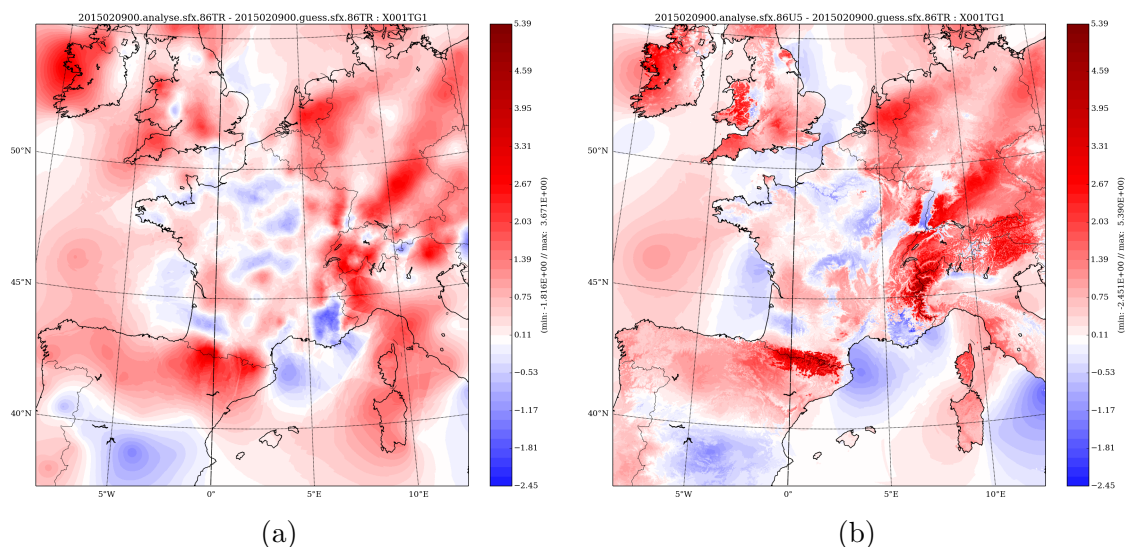 2015020900.analyse.sfx.86TR - 2015020900.guess.sfx.86TR : X001TG1
50°N
45°N
40°N
5°W
0°
5°E
10°E
5.39
4.59
3.95
3.31
2.67
2.03
1.39
0.75
0.11
−0.53
−1.17
−1.81
−2.45
(min: -1.816E+00 // max: 3.671E+00)
(a)
2015020900.analyse.sfx.86U5 - 2015020900.guess.sfx.86TR : X001TG1
50°N
45°N
40°N
5°W
0°
5°E
10°E
5.39
4.59
3.95
3.31
2.67
2.03
1.39
0.75
0.11
−0.53
−1.17
−1.81
−2.45
(min: -2.451E+00 // max: 5.390E+00)
(b)